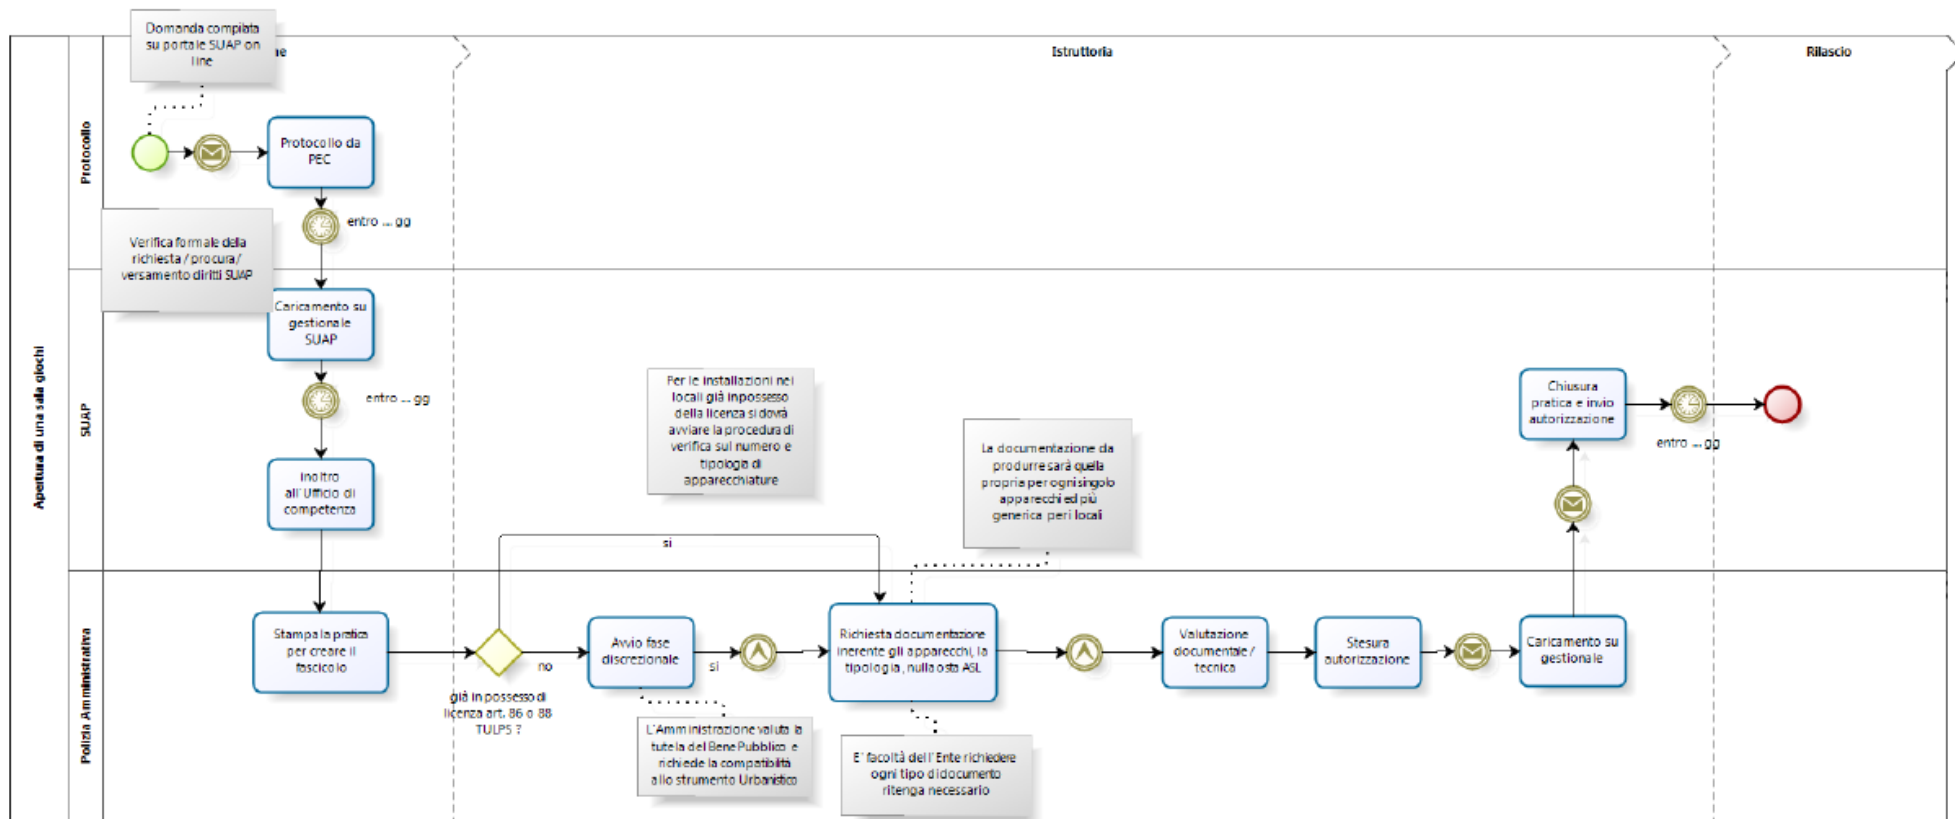 Domanda compilata
su portale SUAP on
line
ne
Istruttoria
Rilascio
Apertura di una sala giochi
Protocollo
Protocollo da
PEC
entro ... gg
Verifica formale della
richiesta / procura /
versamento diritti SUAP
SUAP
Caricamento su
gestionale
SUAP
entro ... gg
inoltro
all'Ufficio di
competenza
Per le installazioni nei
locali già inpossesso
della licenza si dovrà
avviare la procedura di
verifica sul numero e
tipologia di
apparecchiature
La documentazione da
produrre sarà quella
propria per ogni singolo
apparecchi ed più
generica per i locali
Chiusura
pratica e invio
autorizzazione
entro ... gg
si
Polizia Amministrativa
Stampa la pratica
per creare il
fascicolo
già in possesso di
licenza art. 86 o 88
TULPS ?
no
Avvio fase
discrezionale
si
L'Amministrazione valuta la
tutela del Bene Pubblico e
richiede la compatibiltà
allo strumento Urbanistico
Richiesta documentazione
inerente gli apparecchi, la
tipologia, nulla osta ASL
E' facoltà dell'Ente richiedere
ogni tipo di documento
ritenga necessario
Valutazione
documentale /
tecnica
Stesura
autorizzazione
Caricamento su
gestionale